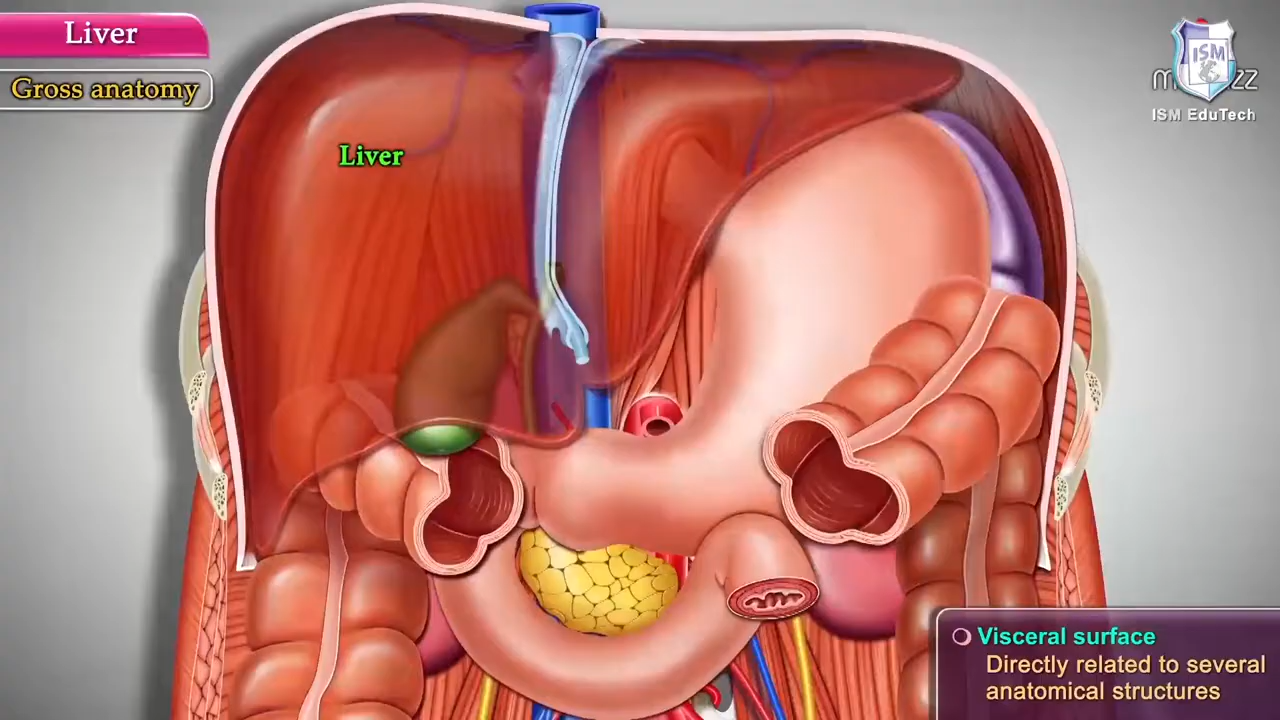 Liver
Gross anatomy
Liver
ISM
ISM EduTech
Visceral surface
Directly related to several
anatomical structures